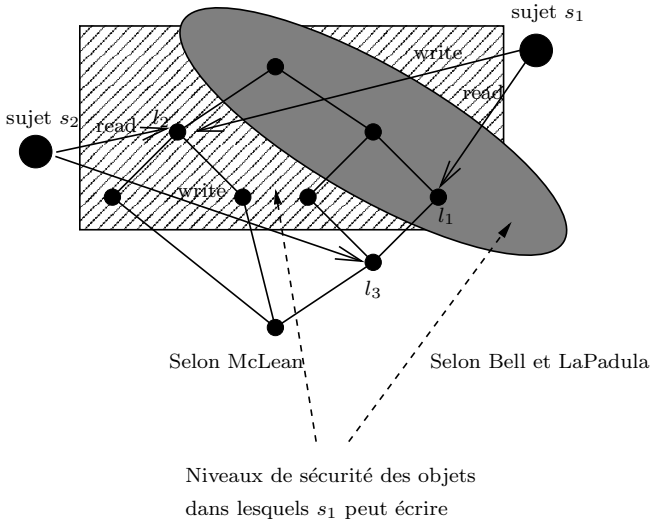 sujet s₁
write
read
sujet s₂
read
l₂
write
l₁
l₃
Selon McLean
Selon Bell et LaPadula
Niveaux de sécurité des objets
dans lesquels s₁ peut écrire